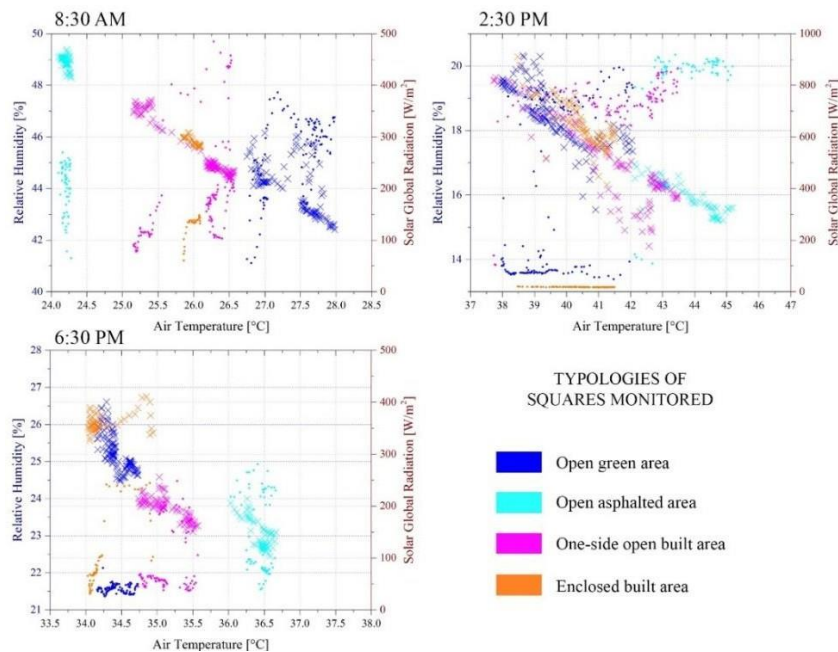 8:30 AM
50
48
46
44
42
40
Relative Humidity [%]
500
400
300
200
100
0
Solar Global Radiation [W/m²]
24.0 24.5 25.0 25.5 26.0 26.5 27.0 27.5 28.0 28.5
Air Temperature [°C]
2:30 PM
20
18
16
14
Relative Humidity [%]
1000
800
600
400
200
0
Solar Global Radiation [W/m²]
37 38 39 40 41 42 43 44 45 46 47
Air Temperature [°C]
6:30 PM
28
27
26
25
24
23
22
21
Relative Humidity [%]
500
400
300
200
100
0
Solar Global Radiation [W/m²]
33.5 34.0 34.5 35.0 35.5 36.0 36.5 37.0 37.5 38.0
Air Temperature [°C]
TYPOLOGIES OF
SQUARES MONITORED
Open green area
Open asphalted area
One-side open built area
Enclosed built area